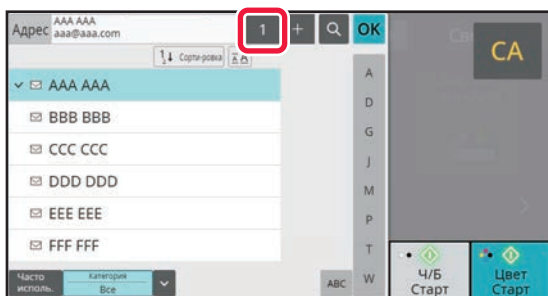 Адрес
AAA AAA
aaa@aaa.com
1
+
OK
CA
Сорти-ровка
AAA AAA
BBB BBB
CCC CCC
DDD DDD
EEE EEE
FFF FFF
A
D
G
J
M
P
T
W
Часто
исполь.
Категория
Все
ABC
Ч/Б
Старт
Цвет
Старт